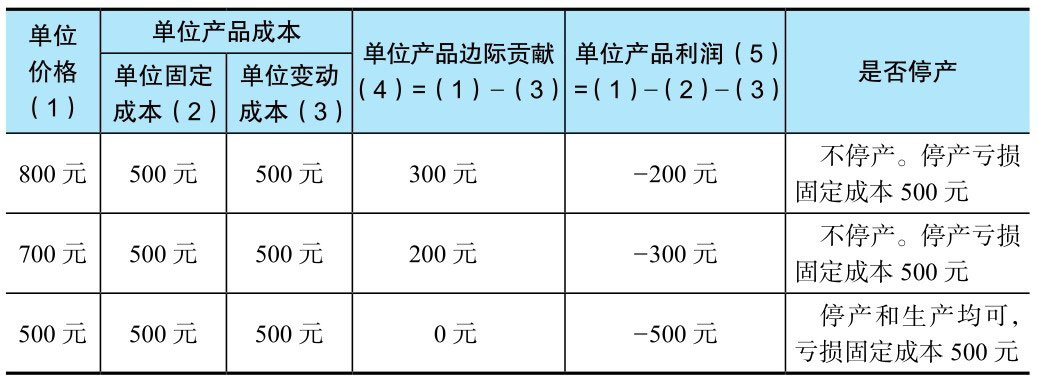 单位价格（1） 单位产品成本 单位产品边际贡献（4）=（1）−（3） 单位产品利润（5）=(1)−(2)−(3) 是否停产
单位固定成本（2） 单位变动成本（3）
800 元 500 元 500 元 300 元 −200 元 不停产。停产亏损固定成本 500 元
700 元 500 元 500 元 200 元 −300 元 不停产。停产亏损固定成本 500 元
500 元 500 元 500 元 0 元 −500 元 停产和生产均可，亏损固定成本 500 元